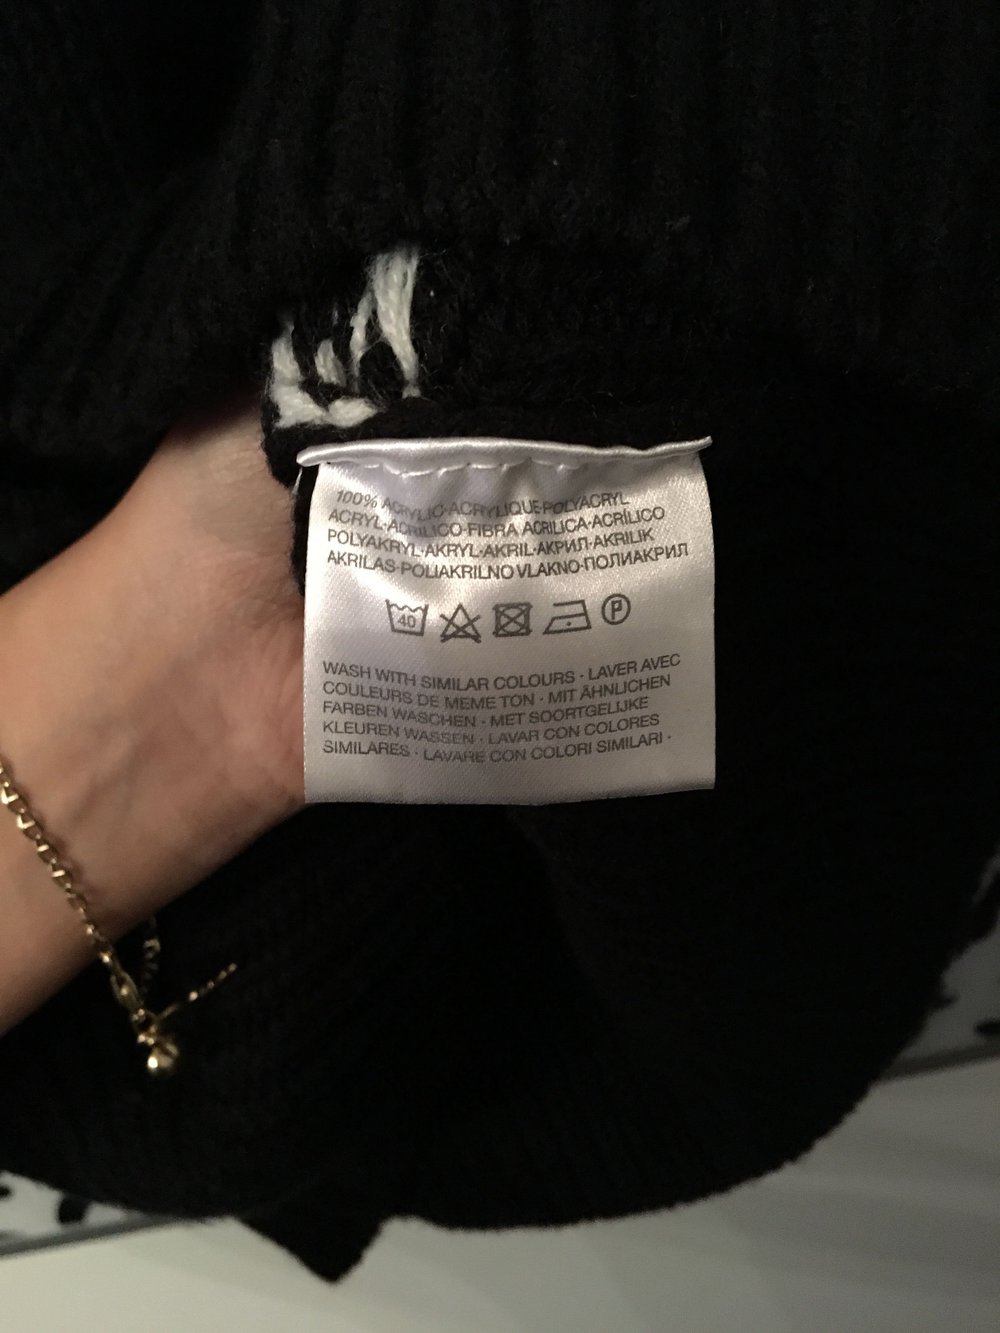 100% ACRYLIC·ACRYLIQUE·POLYACRYL
ACRYL·ACRILICO·FIBRA ACRILICA·ACRÍLICO
POLYAKRYL·AKRYL·AKRIL·АКРИЛ·AKRILIK
AKRILAS·POLIAKRILNO VLAKNO·ПОЛИАКРИЛ
40 P
WASH WITH SIMILAR COLOURS · LAVER AVEC
COULEURS DE MEME TON · MIT ÄHNLICHEN
FARBEN WASCHEN · MET SOORTGELIJKE
KLEUREN WASSEN · LAVAR CON COLORES
SIMILARES · LAVARE CON COLORI SIMILARI ·